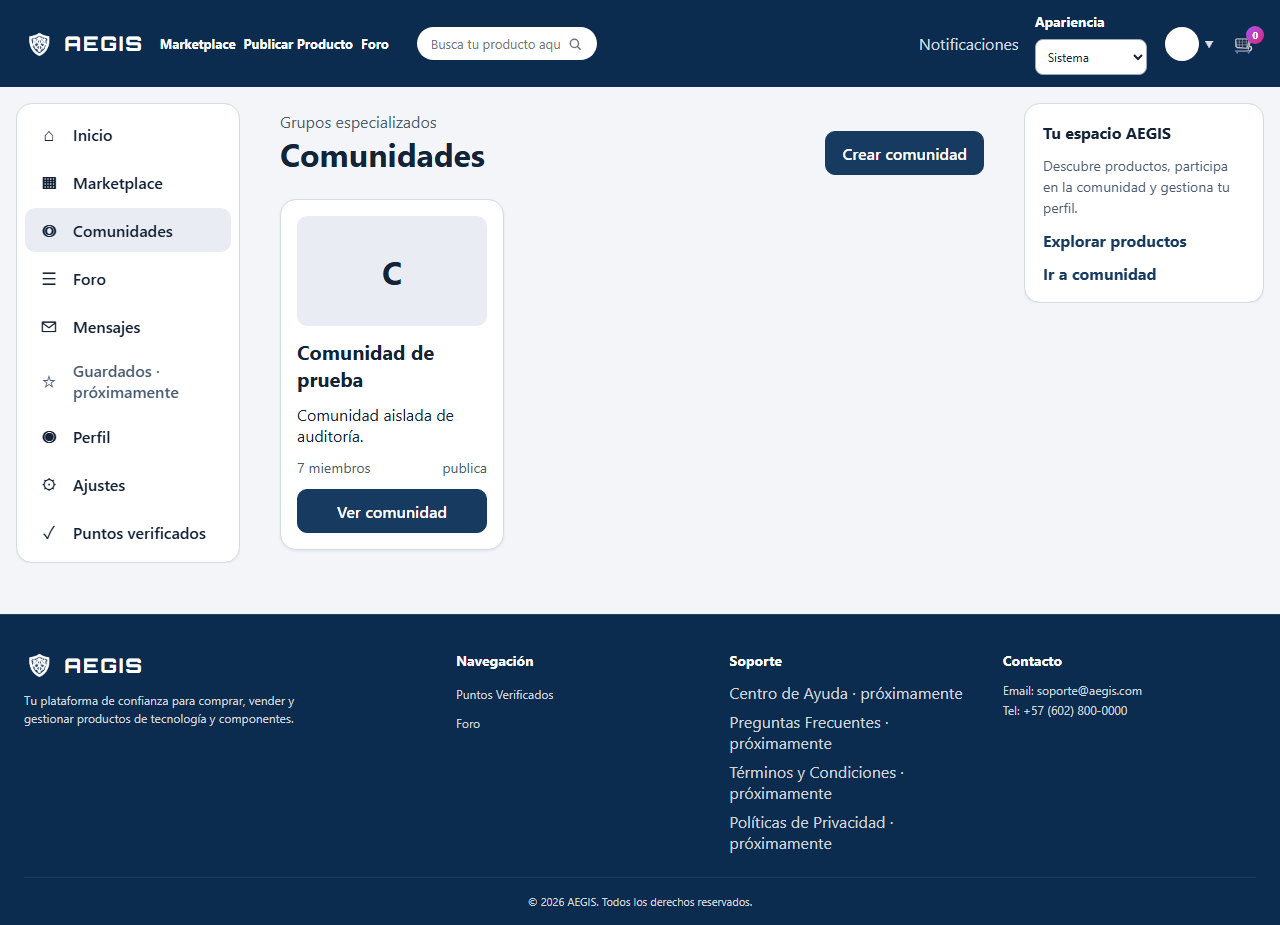 AEGIS
Marketplace Publicar Producto Foro
Busca tu producto aqu
Notificaciones
Apariencia
Sistema
0
Inicio
Marketplace
Comunidades
Foro
Mensajes
Guardados ·
próximamente
Perfil
Ajustes
Puntos verificados
Grupos especializados
Comunidades
Crear comunidad
C
Comunidad de
prueba
Comunidad aislada de
auditoría.
7 miembros publica
Ver comunidad
Tu espacio AEGIS
Descubre productos, participa
en la comunidad y gestiona tu
perfil.
Explorar productos
Ir a comunidad
AEGIS
Tu plataforma de confianza para comprar, vender y
gestionar productos de tecnología y componentes.
Navegación
Puntos Verificados
Foro
Soporte
Centro de Ayuda · próximamente
Preguntas Frecuentes ·
próximamente
Términos y Condiciones ·
próximamente
Políticas de Privacidad ·
próximamente
Contacto
Email: soporte@aegis.com
Tel: +57 (602) 800-0000
© 2026 AEGIS. Todos los derechos reservados.